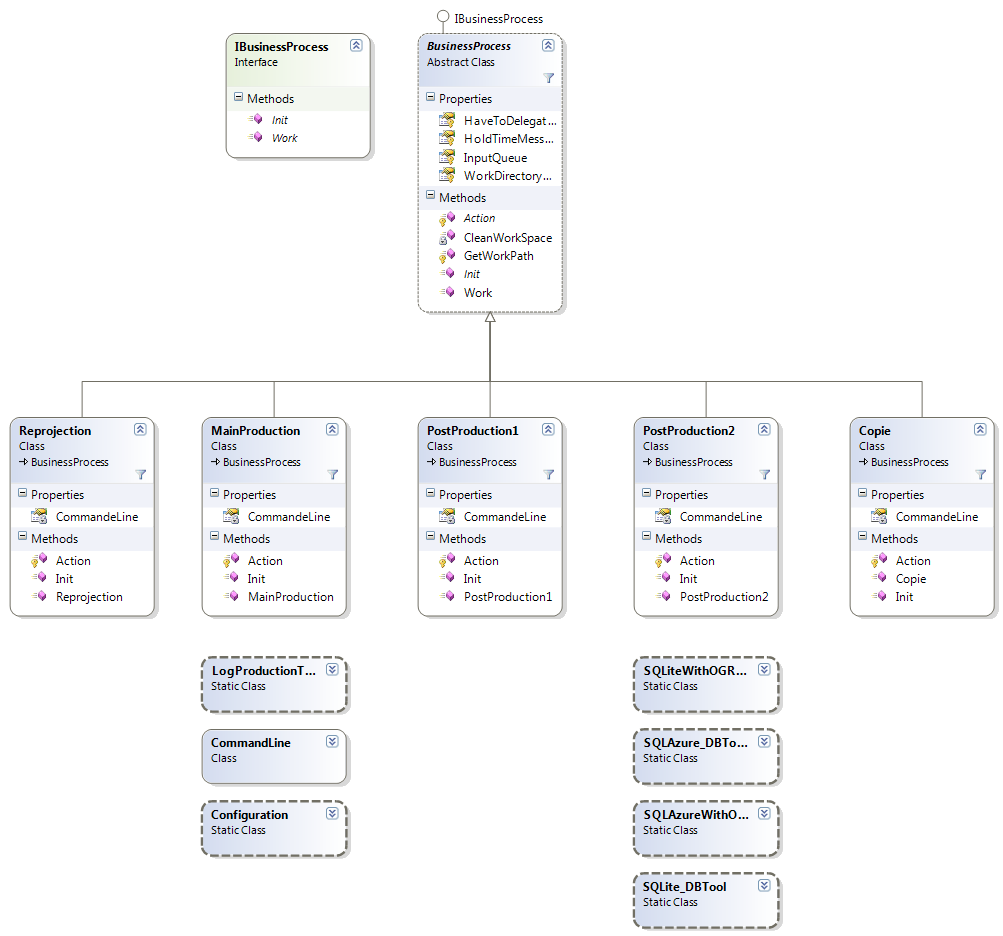 IBusinessProcess
IBusinessProcess
Interface
Methods
Init
Work
BusinessProcess
Abstract Class
Properties
HaveToDelegat...
HoldTimeMess...
InputQueue
WorkDirectory...
Methods
Action
CleanWorkSpace
GetWorkPath
Init
Work
Reprojection
Class
BusinessProcess
Properties
CommandeLine
Methods
Action
Init
Reprojection
MainProduction
Class
BusinessProcess
Properties
CommandeLine
Methods
Action
Init
MainProduction
PostProduction1
Class
BusinessProcess
Properties
CommandeLine
Methods
Action
Init
PostProduction1
PostProduction2
Class
BusinessProcess
Properties
CommandeLine
Methods
Action
Init
PostProduction2
Copie
Class
BusinessProcess
Properties
CommandeLine
Methods
Action
Copie
Init
LogProductionT...
Static Class
CommandLine
Class
Configuration
Static Class
SQLiteWithOGR...
Static Class
SQLAzure_DBTo...
Static Class
SQLAzureWithO...
Static Class
SQLite_DBTool
Static Class